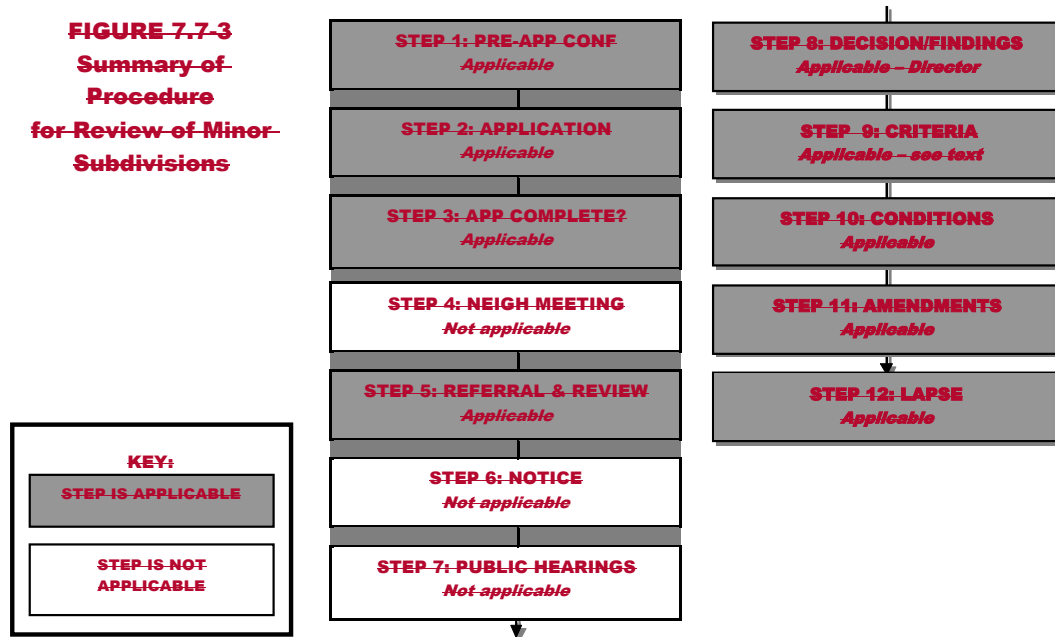 FIGURE 7.7-3
Summary of
Procedure
for Review of Minor
Subdivisions
KEY:
STEP IS APPLICABLE
STEP IS NOT
APPLICABLE
STEP 1: PRE-APP CONF
Applicable
STEP 2: APPLICATION
Applicable
STEP 3: APP COMPLETE?
Applicable
STEP 4: NEIGH MEETING
Not applicable
STEP 5: REFERRAL & REVIEW
Applicable
STEP 6: NOTICE
Not applicable
STEP 7: PUBLIC HEARINGS
Not applicable
STEP 8: DECISION/FINDINGS
Applicable – Director
STEP 9: CRITERIA
Applicable – see text
STEP 10: CONDITIONS
Applicable
STEP 11: AMENDMENTS
Applicable
STEP 12: LAPSE
Applicable